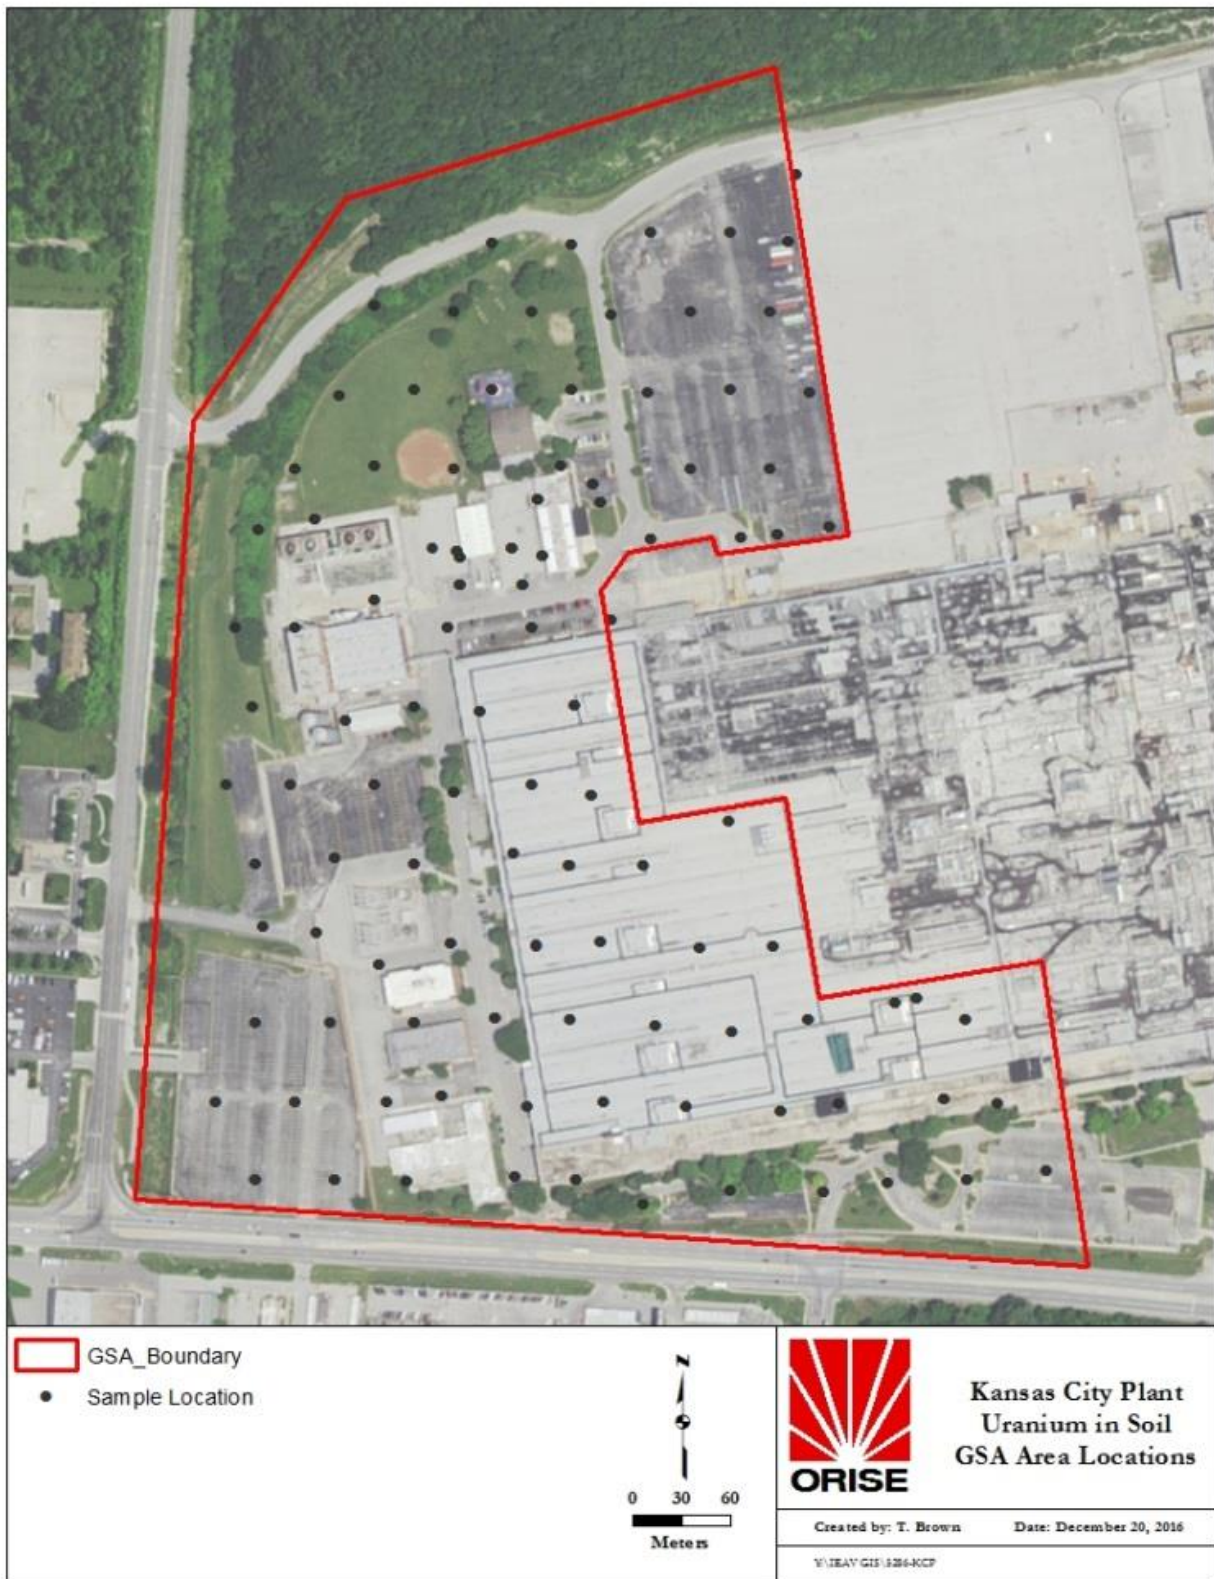 GSA_Boundary
Sample Location
N
0 30 60
Meters
ORISE
Kansas City Plant
Uranium in Soil
GSA Area Locations
Created by: T. Brown Date: December 20, 2016